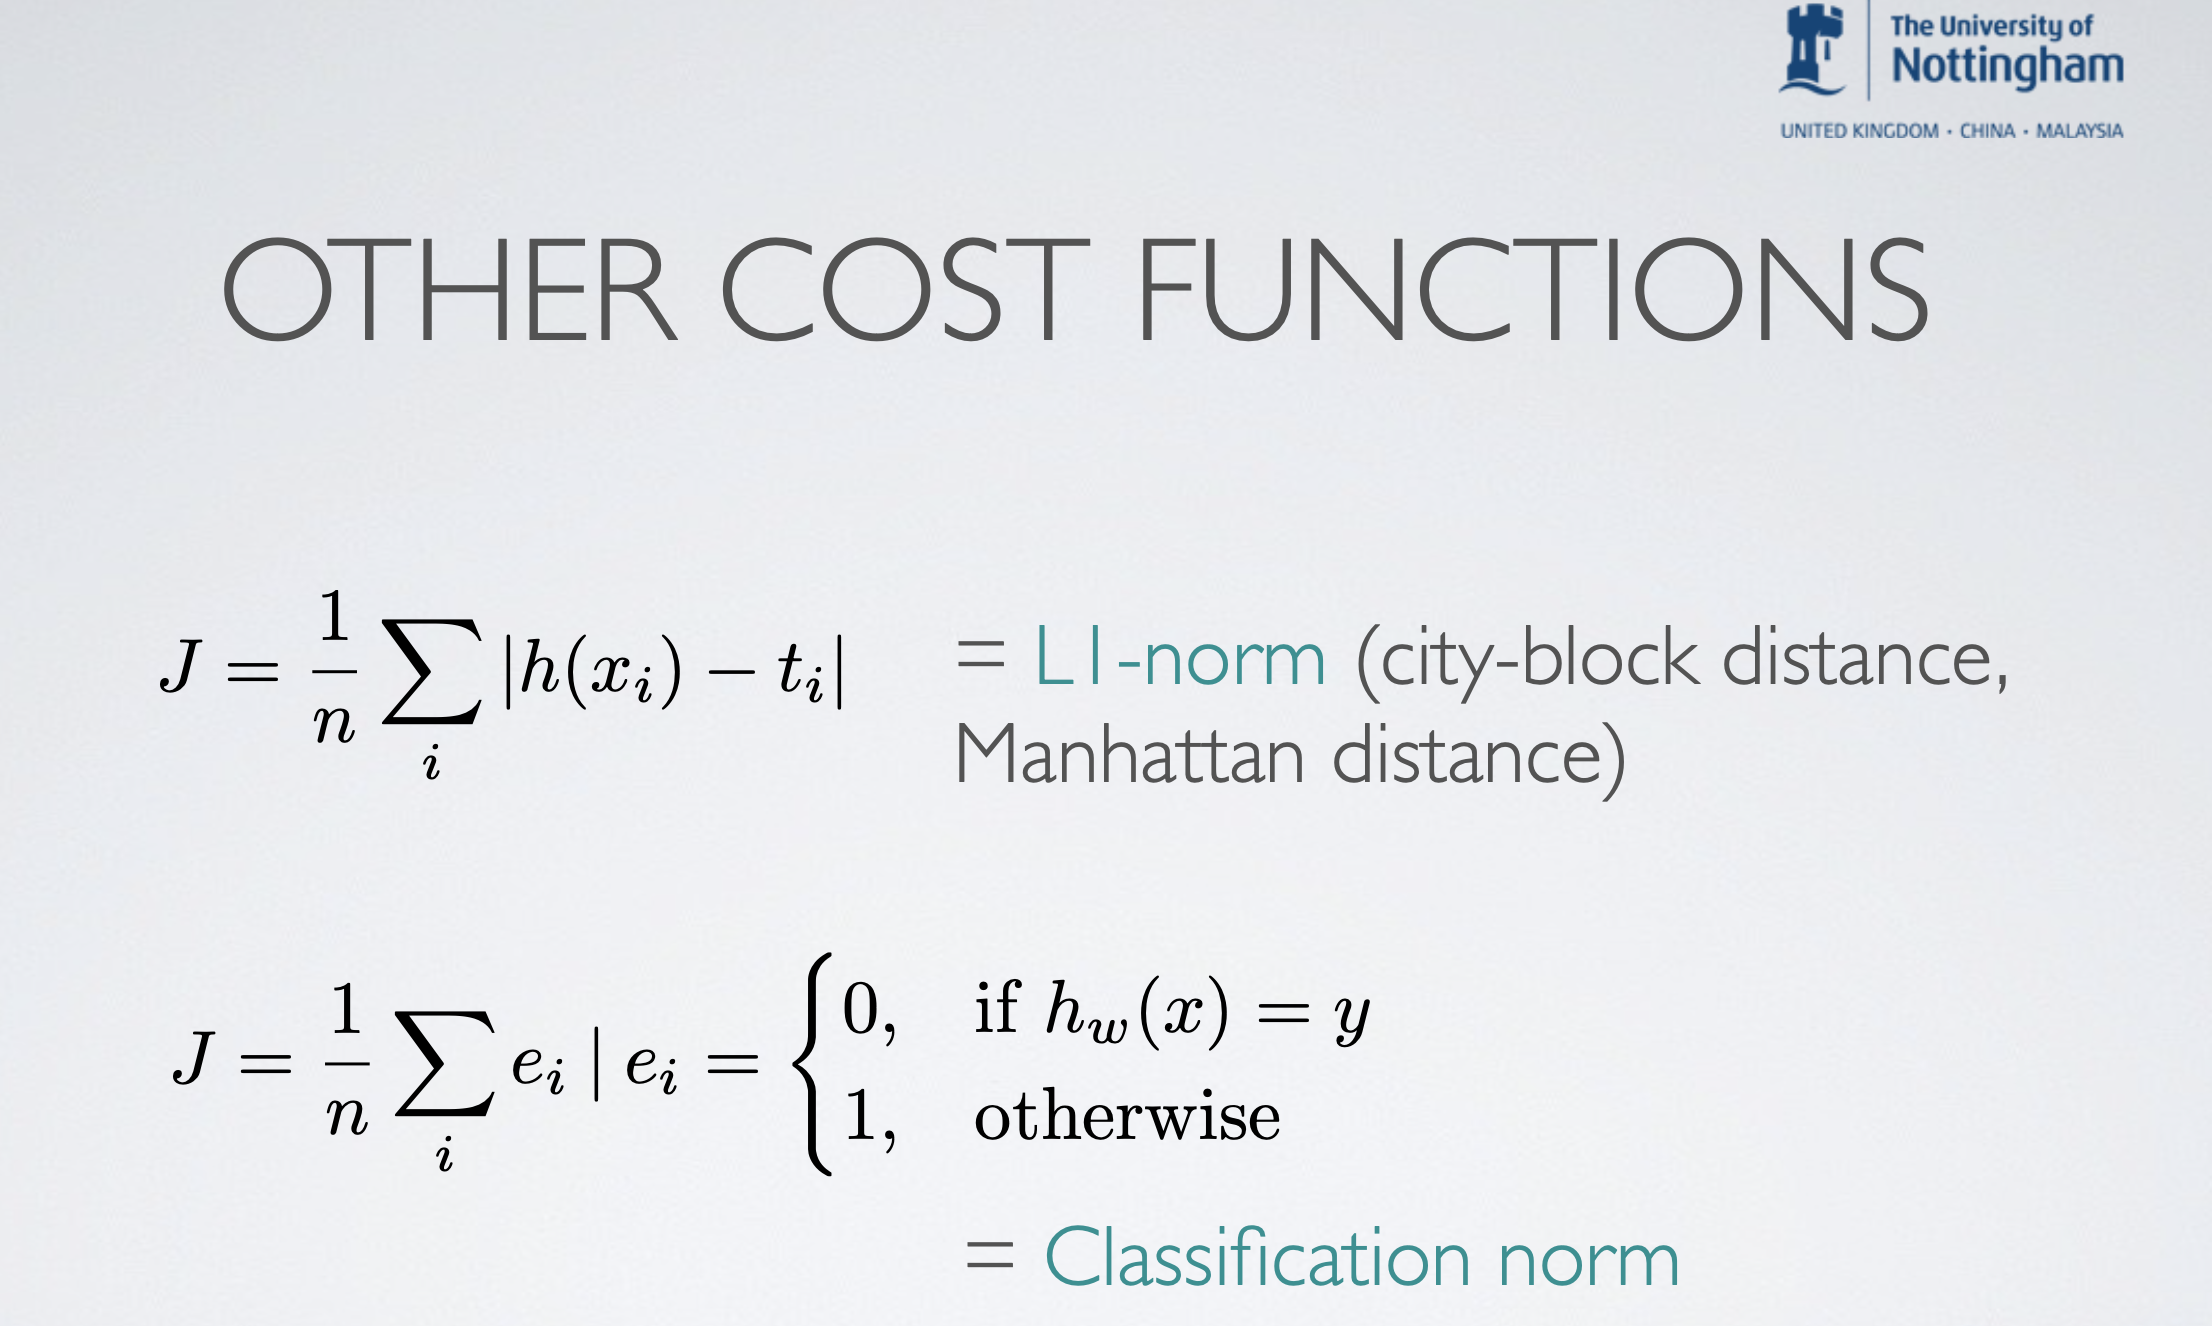 The University of
Nottingham
UNITED KINGDOM · CHINA · MALAYSIA
OTHER COST FUNCTIONS
J = \frac{1}{n} \sum_i |h(x_i) - t_i|
= L1-norm (city-block distance,
Manhattan distance)
J = \frac{1}{n} \sum_i e_i \mid e_i = \begin{cases} 0, & \text{if } h_w(x) = y \\ 1, & \text{otherwise} \end{cases}
= Classification norm